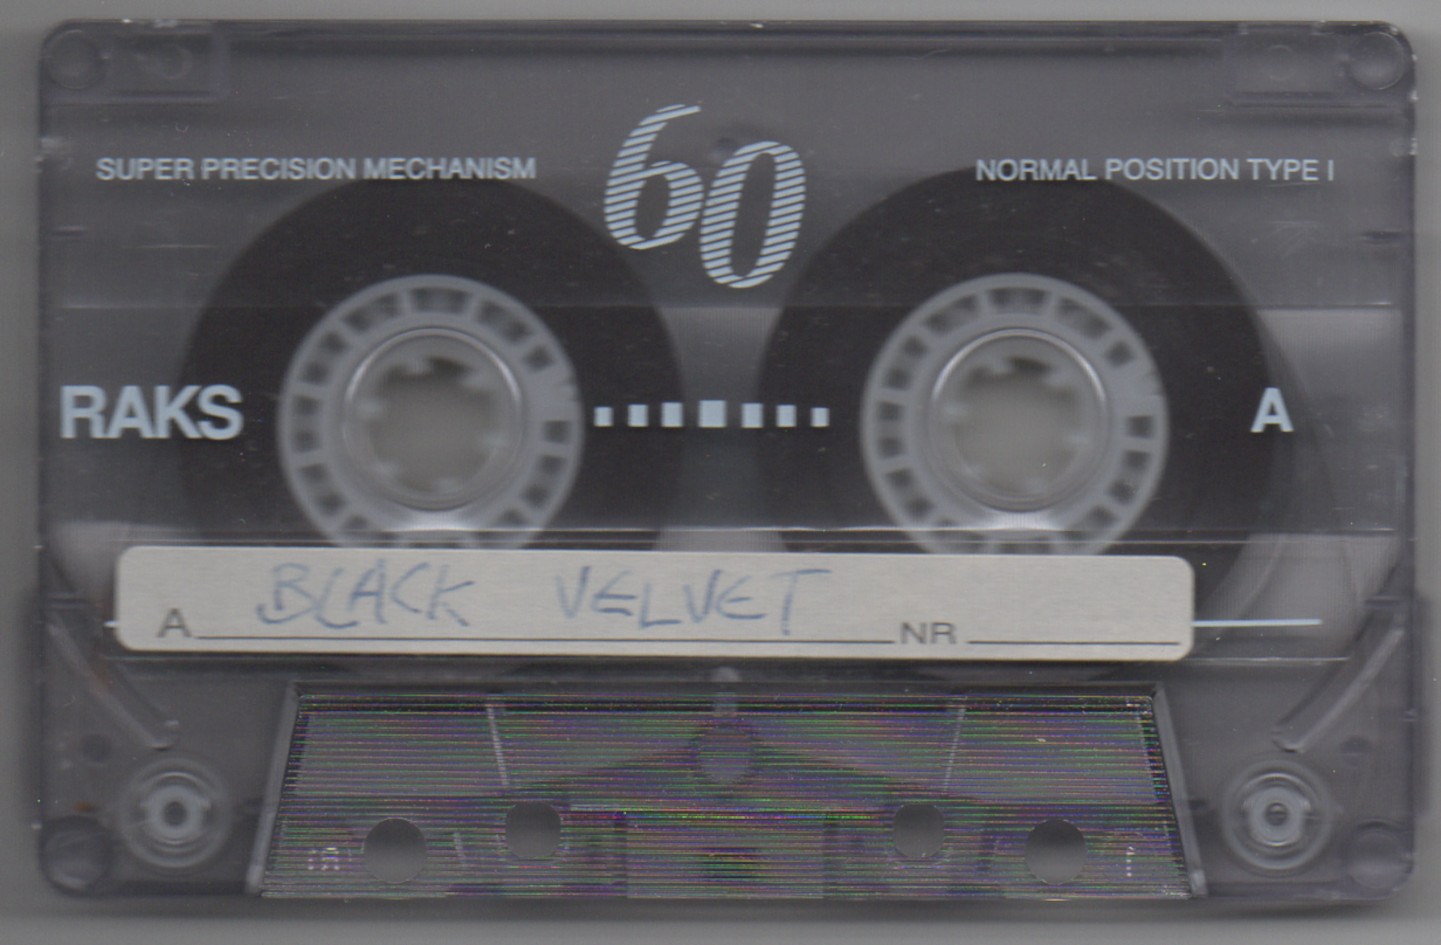 60
SUPER PRECISION MECHANISM
NORMAL POSITION TYPE I
RAKS
A
BLACK VELVET
A NR